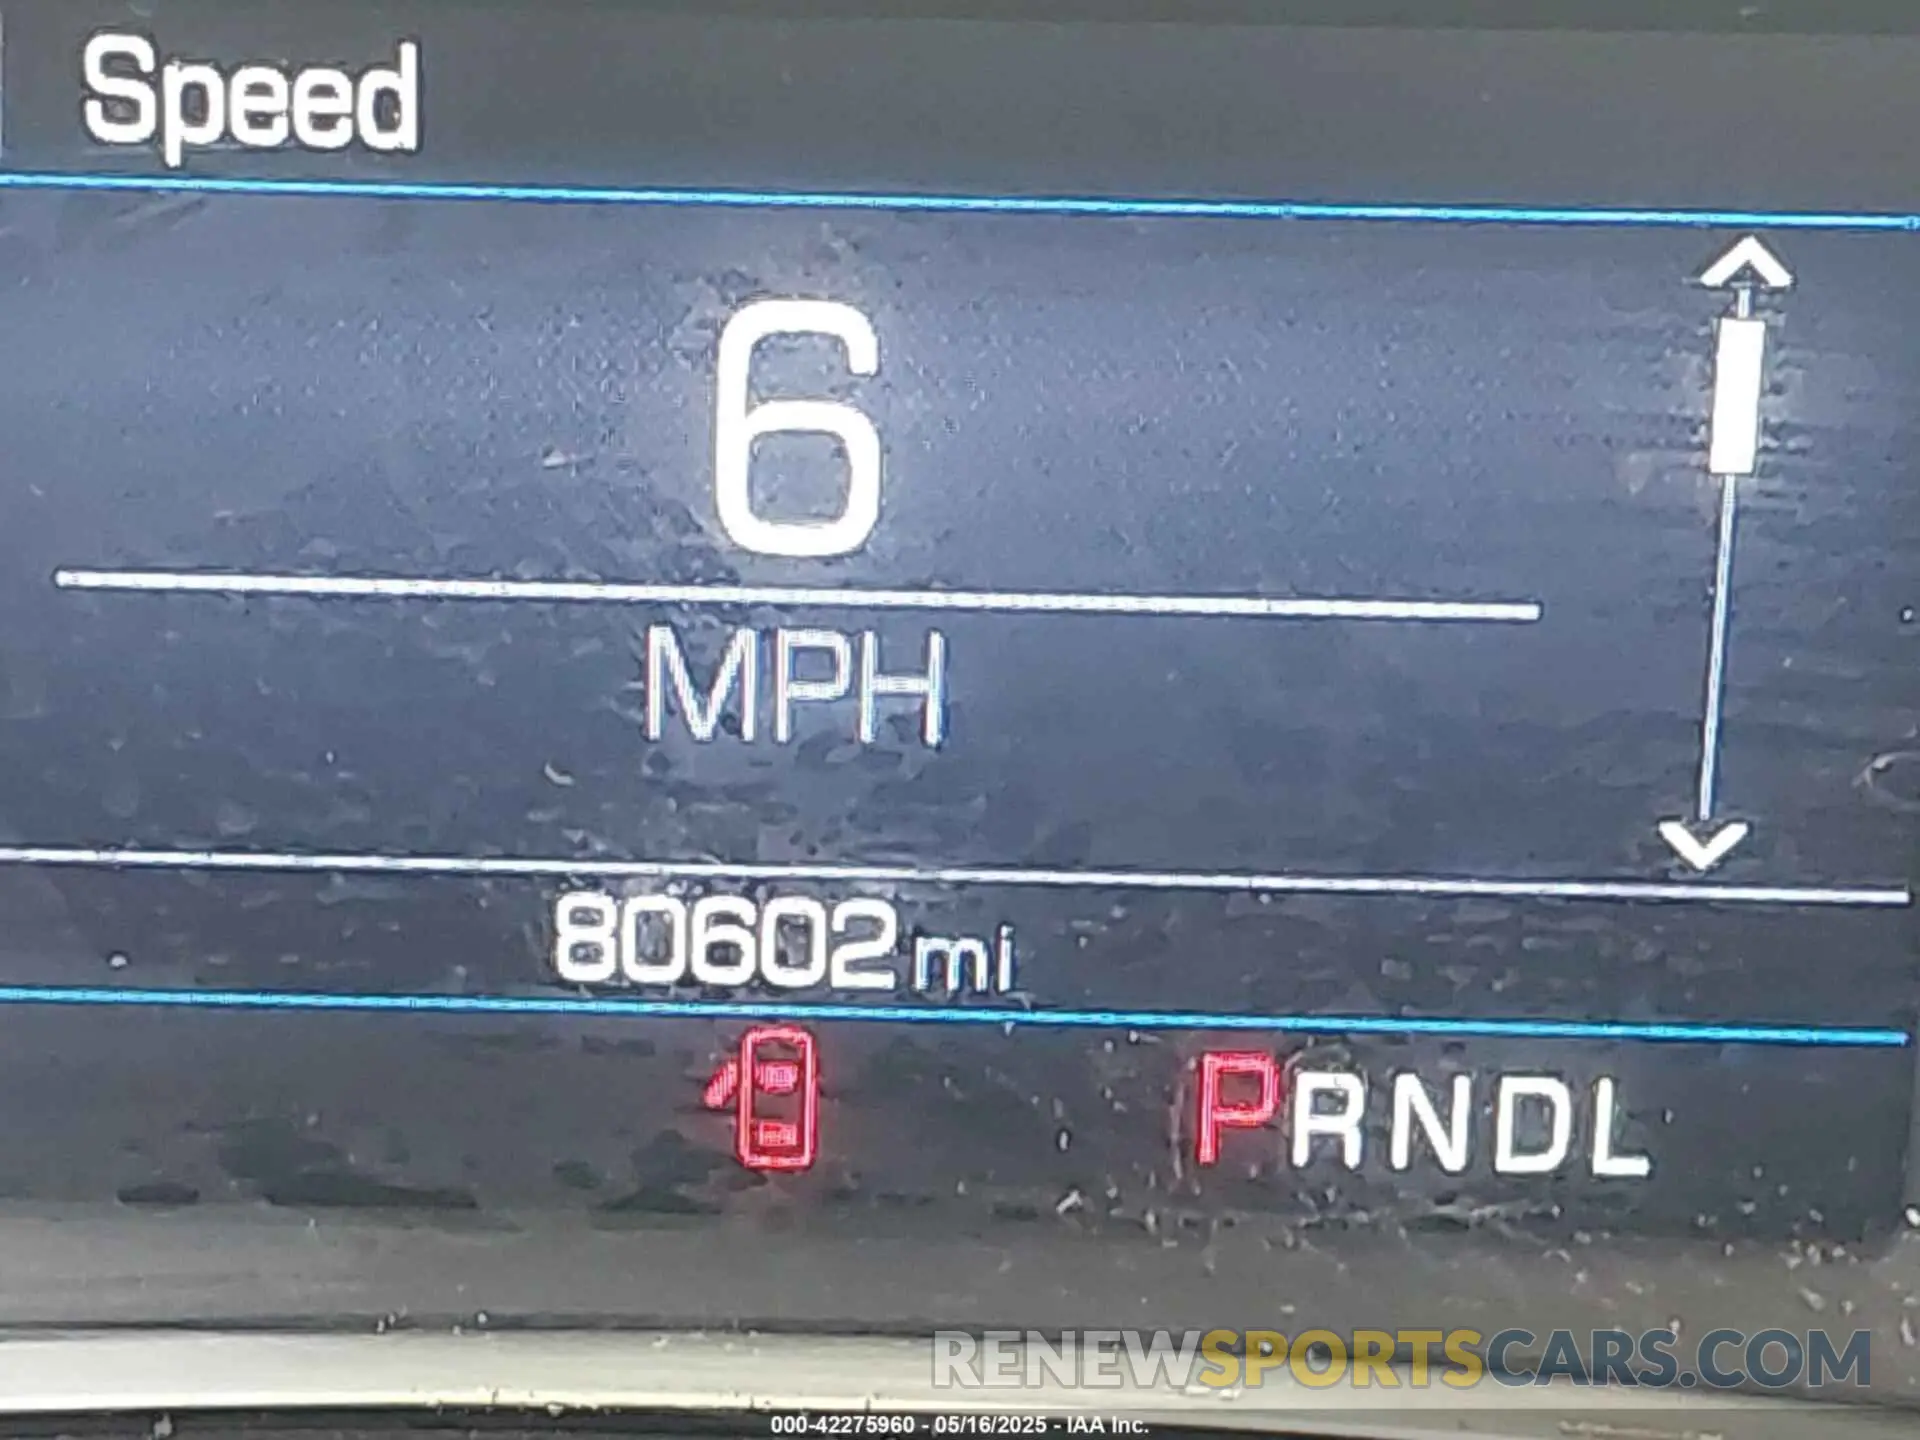 Speed
6
MPH
80602 mi
PRNDL
RENEWSPORTSCARS.COM
000-42275960 - 05/16/2025 - IAA Inc.